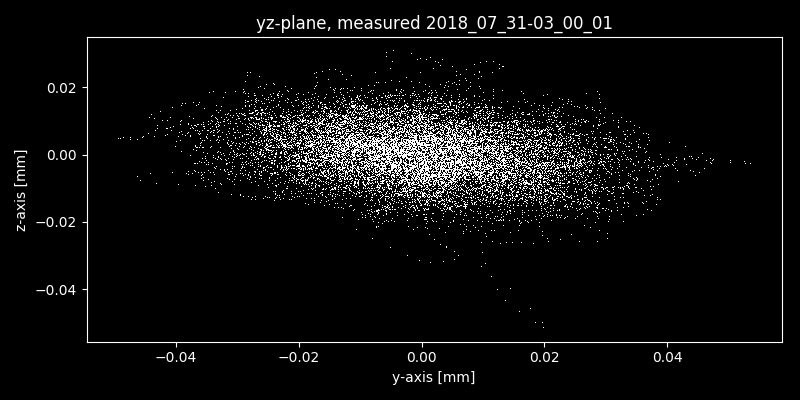 yz-plane, measured 2018_07_31-03_00_01
z-axis [mm]
0.02
0.00
−0.02
−0.04
−0.04 −0.02 0.00 0.02 0.04
y-axis [mm]